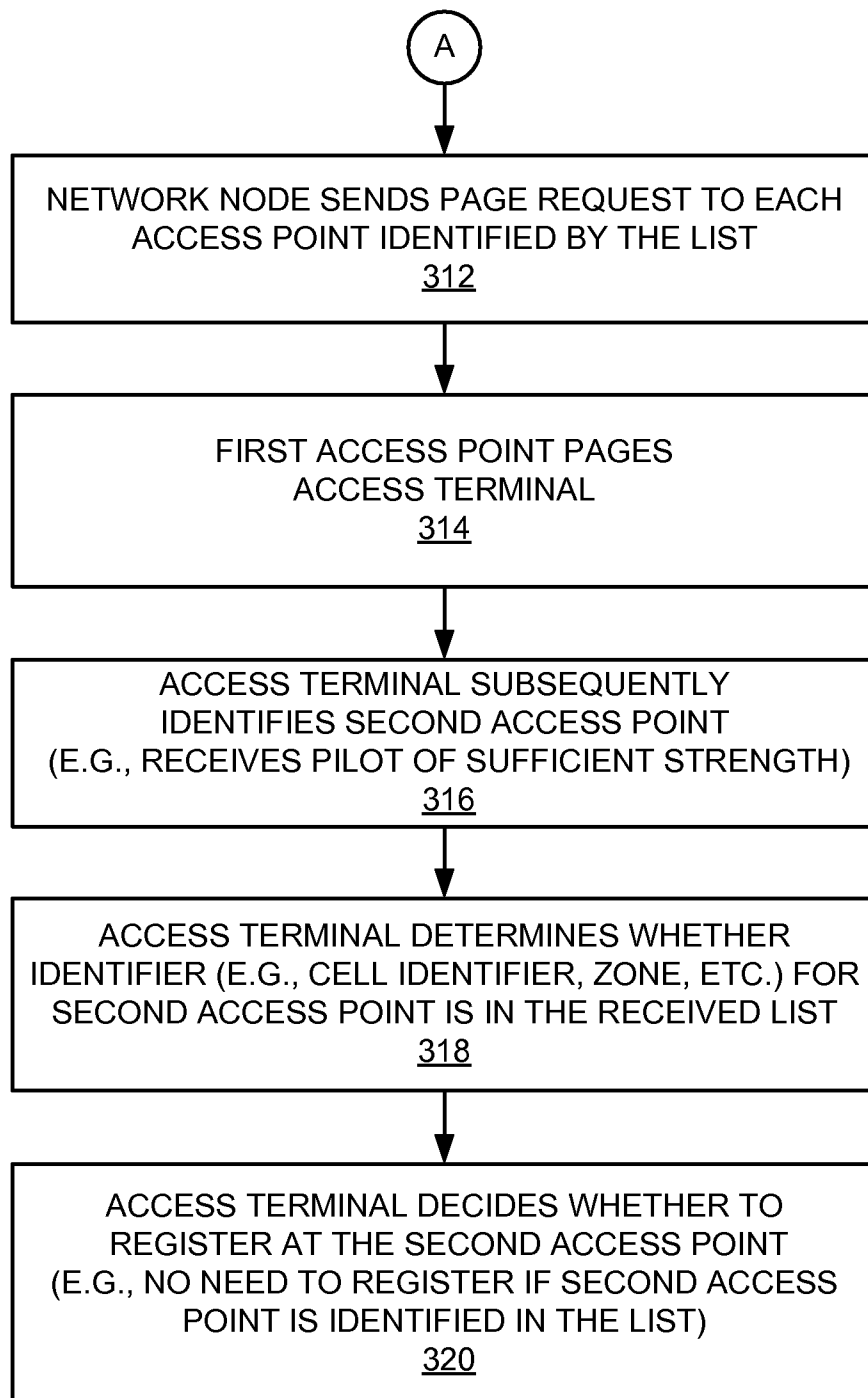 A
NETWORK NODE SENDS PAGE REQUEST TO EACH
ACCESS POINT IDENTIFIED BY THE LIST
312
FIRST ACCESS POINT PAGES
ACCESS TERMINAL
314
ACCESS TERMINAL SUBSEQUENTLY
IDENTIFIES SECOND ACCESS POINT
(E.G., RECEIVES PILOT OF SUFFICIENT STRENGTH)
316
ACCESS TERMINAL DETERMINES WHETHER
IDENTIFIER (E.G., CELL IDENTIFIER, ZONE, ETC.) FOR
SECOND ACCESS POINT IS IN THE RECEIVED LIST
318
ACCESS TERMINAL DECIDES WHETHER TO
REGISTER AT THE SECOND ACCESS POINT
(E.G., NO NEED TO REGISTER IF SECOND ACCESS
POINT IS IDENTIFIED IN THE LIST)
320